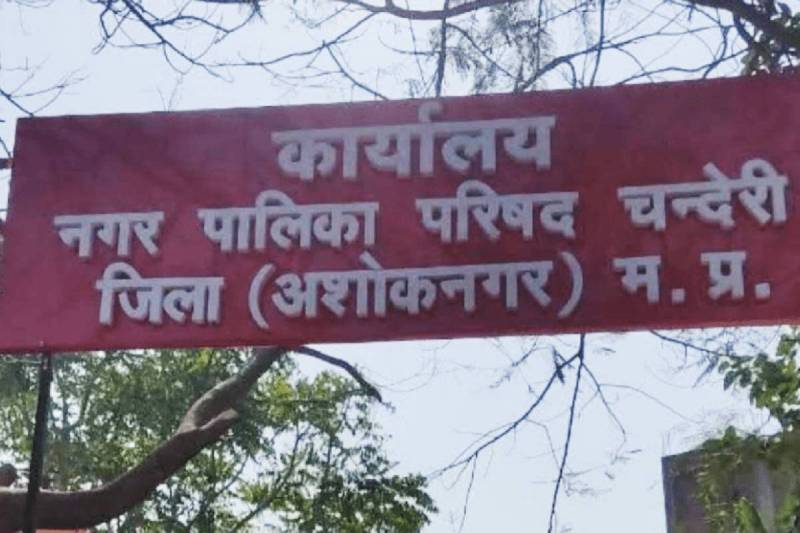 कार्यालय
नगर पालिका परिषद चन्देरी
जिला (अशोकनगर) म. प्र.